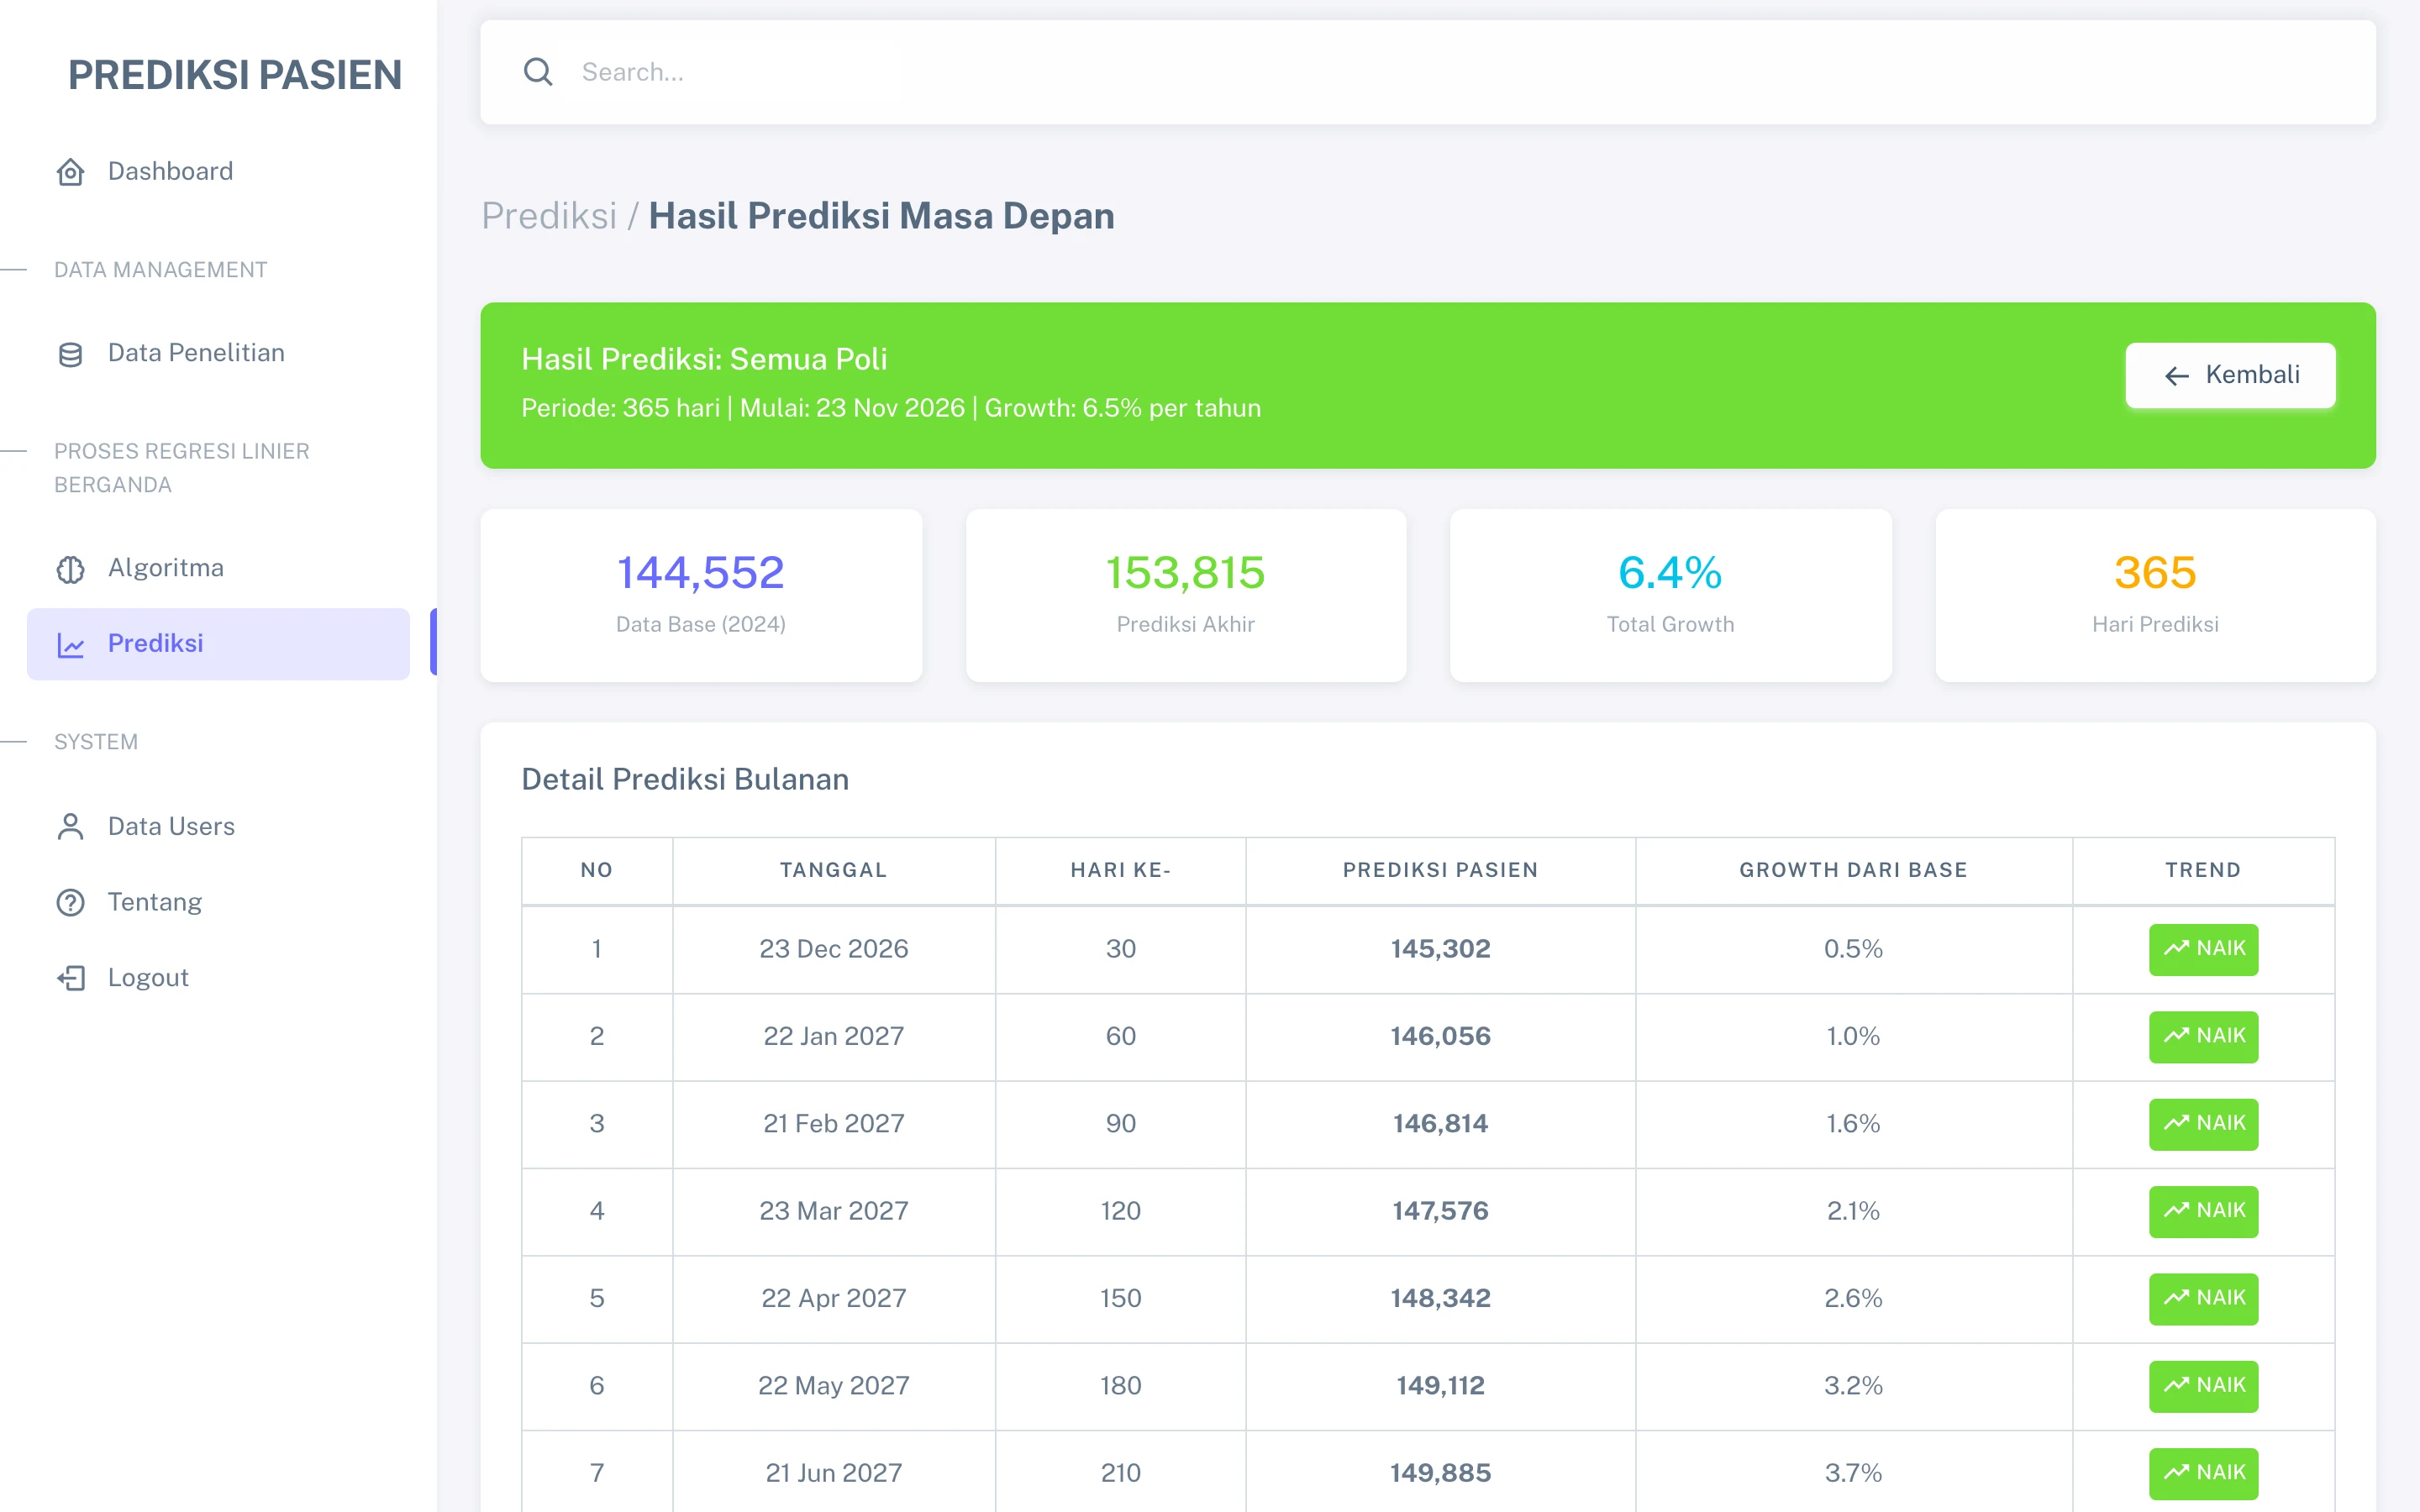 PREDIKSI PASIEN
Dashboard
DATA MANAGEMENT
Data Penelitian
PROSES REGRESI LINIER
BERGANDA
Algoritma
Prediksi
SYSTEM
Data Users
Tentang
Logout
Search...
Prediksi / Hasil Prediksi Masa Depan
Hasil Prediksi: Semua Poli
Periode: 365 hari | Mulai: 23 Nov 2026 | Growth: 6.5% per tahun
Kembali
144,552
Data Base (2024)
153,815
Prediksi Akhir
6.4%
Total Growth
365
Hari Prediksi
Detail Prediksi Bulanan
NO TANGGAL HARI KE- PREDIKSI PASIEN GROWTH DARI BASE TREND
1 23 Dec 2026 30 145,302 0.5% NAIK
2 22 Jan 2027 60 146,056 1.0% NAIK
3 21 Feb 2027 90 146,814 1.6% NAIK
4 23 Mar 2027 120 147,576 2.1% NAIK
5 22 Apr 2027 150 148,342 2.6% NAIK
6 22 May 2027 180 149,112 3.2% NAIK
7 21 Jun 2027 210 149,885 3.7% NAIK